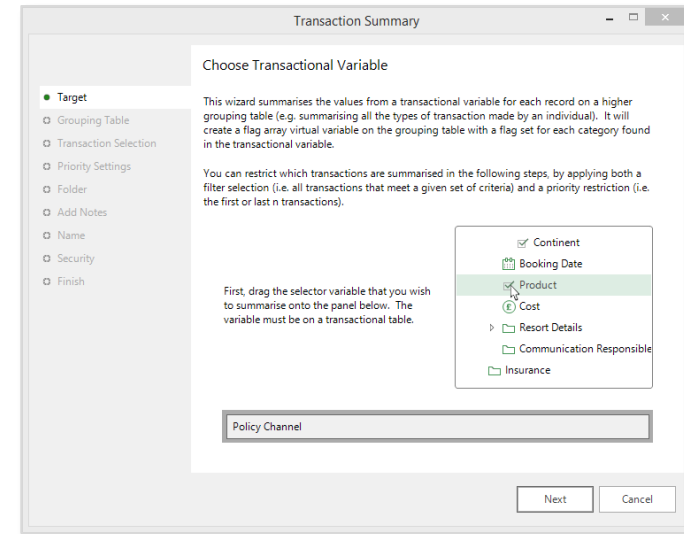 Transaction Summary
Choose Transactional Variable
Target
Grouping Table
Transaction Selection
Priority Settings
Folder
Add Notes
Name
Security
Finish
This wizard summarises the values from a transactional variable for each record on a higher
grouping table (e.g. summarising all the types of transaction made by an individual). It will
create a flag array virtual variable on the grouping table with a flag set for each category found
in the transactional variable.
You can restrict which transactions are summarised in the following steps, by applying both a
filter selection (i.e. all transactions that meet a given set of criteria) and a priority restriction (i.e.
the first or last n transactions).
First, drag the selector variable that you wish
to summarise onto the panel below. The
variable must be on a transactional table.
Continent
Booking Date
Product
£ Cost
Resort Details
Communication Responsible
Insurance
Policy Channel
Next Cancel